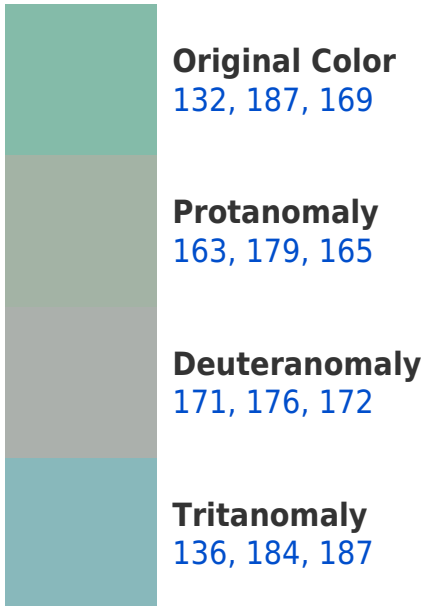 Original Color
132, 187, 169
Protanomaly
163, 179, 165
Deuteranomaly
171, 176, 172
Tritanomaly
136, 184, 187